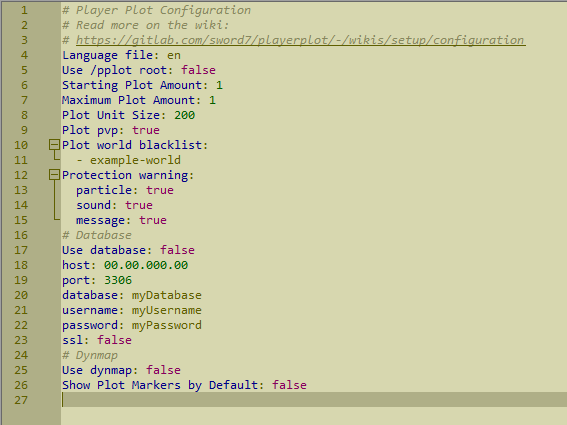 1 # Player Plot Configuration
2 # Read more on the wiki:
3 # https://gitlab.com/sword7/playerplot/-/wikis/setup/configuration
4 Language file: en
5 Use /pplot root: false
6 Starting Plot Amount: 1
7 Maximum Plot Amount: 1
8 Plot Unit Size: 200
9 Plot pvp: true
10 Plot world blacklist:
11 - example-world
12 Protection warning:
13 particle: true
14 sound: true
15 message: true
16 # Database
17 Use database: false
18 host: 00.00.000.00
19 port: 3306
20 database: myDatabase
21 username: myUsername
22 password: myPassword
23 ssl: false
24 # Dynmap
25 Use dynmap: false
26 Show Plot Markers by Default: false
27